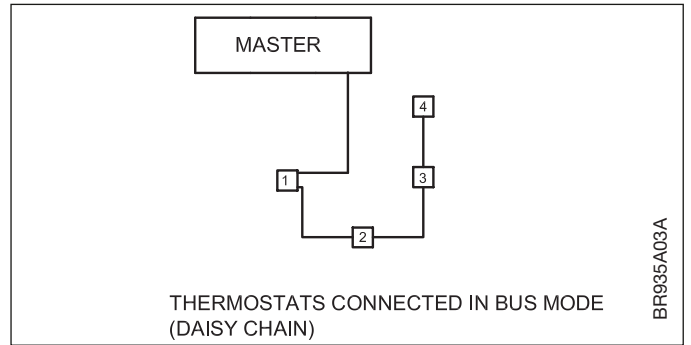 MASTER
4
1
3
2
THERMOSTATS CONNECTED IN BUS MODE
(DAISY CHAIN)
BR935A03A